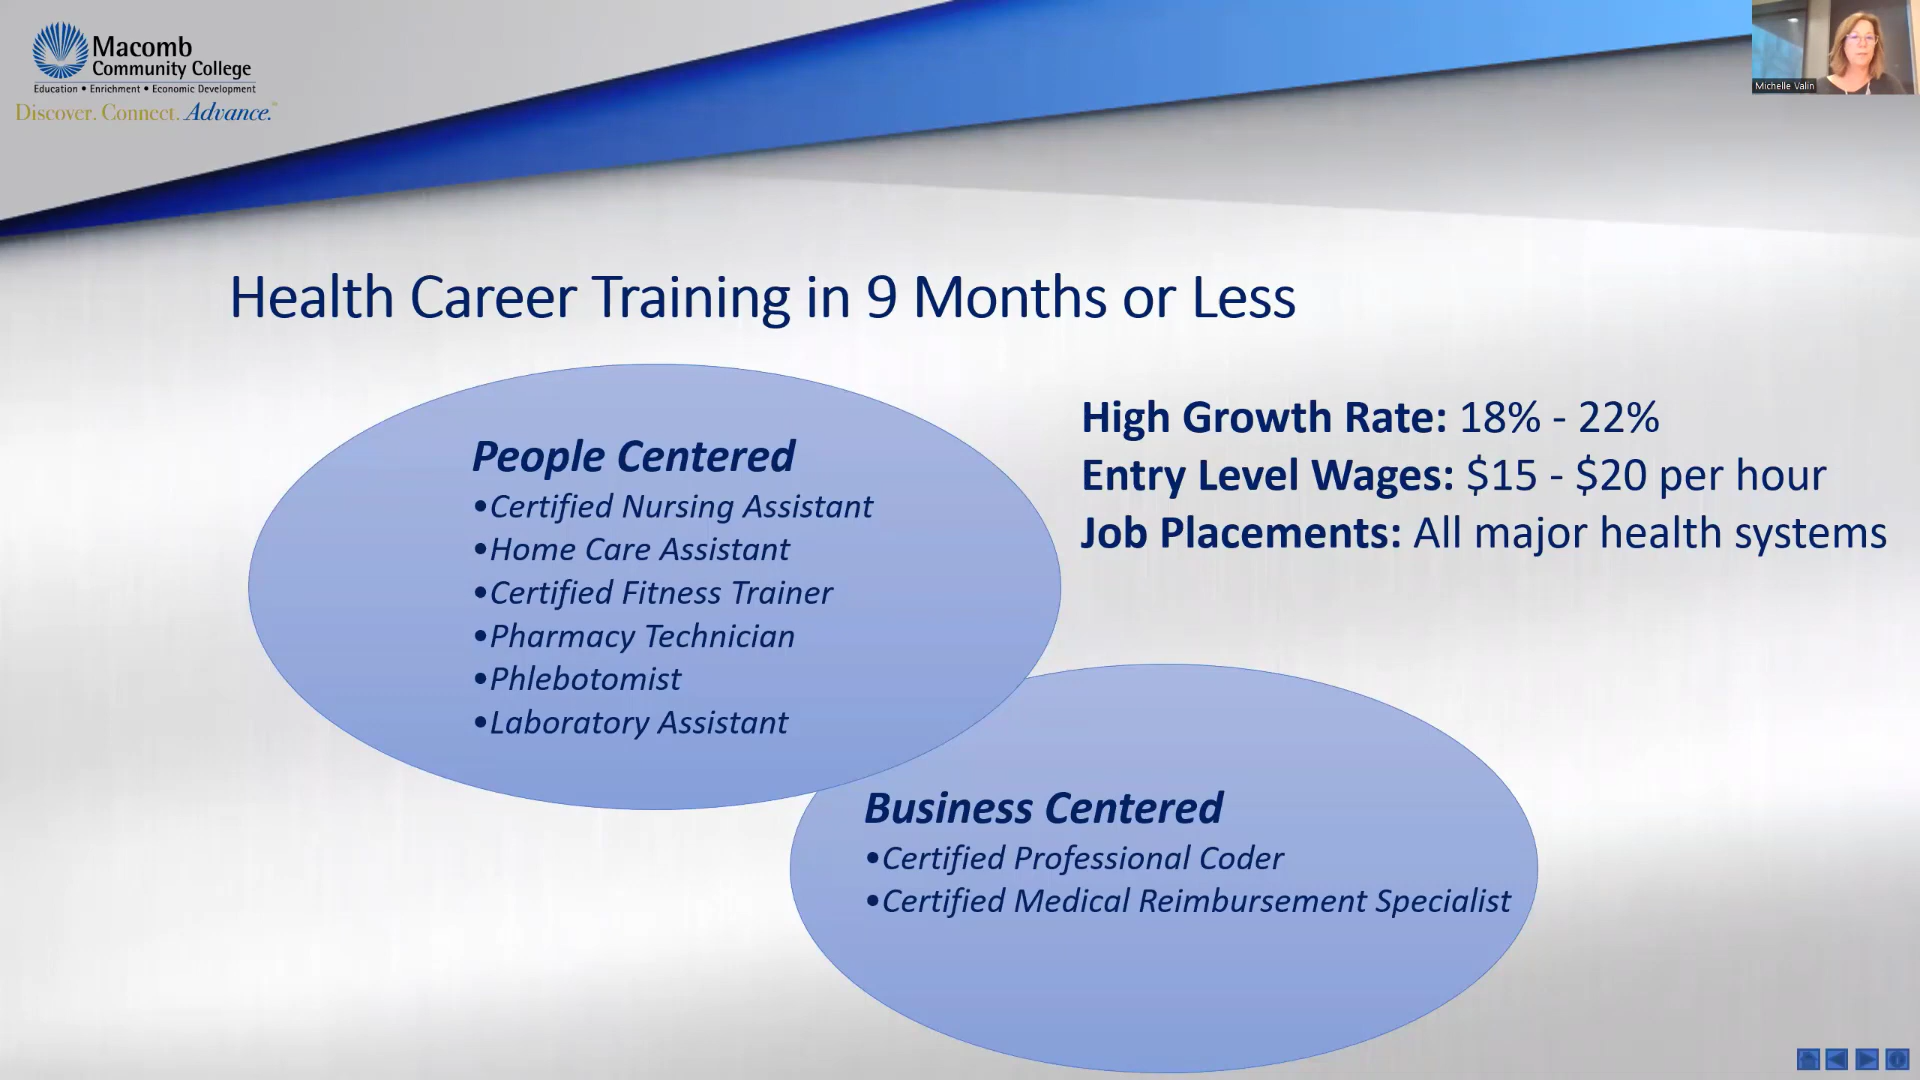 Macomb
Community College
Education • Enrichment • Economic Development
Discover. Connect. Advance.™
Michelle Valin
Health Career Training in 9 Months or Less
People Centered
•Certified Nursing Assistant
•Home Care Assistant
•Certified Fitness Trainer
•Pharmacy Technician
•Phlebotomist
•Laboratory Assistant
High Growth Rate: 18% - 22%
Entry Level Wages: $15 - $20 per hour
Job Placements: All major health systems
Business Centered
•Certified Professional Coder
•Certified Medical Reimbursement Specialist